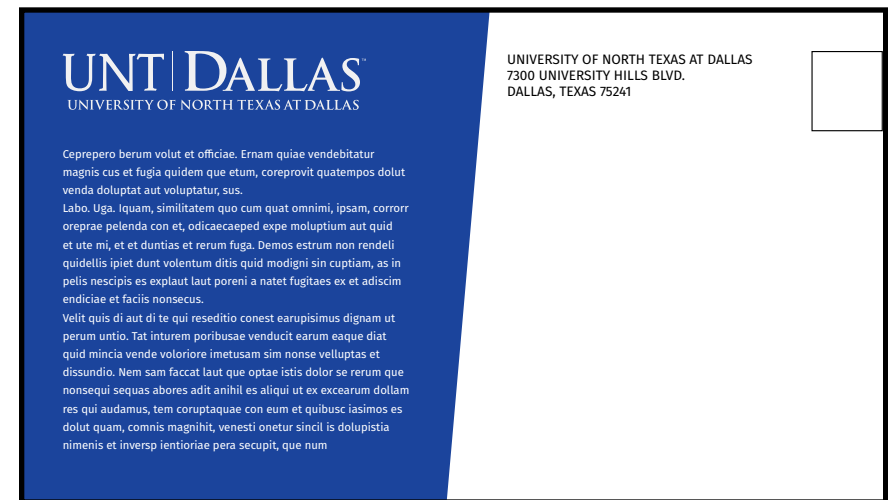 UNT DALLAS™
UNIVERSITY OF NORTH TEXAS AT DALLAS
Ceprepero berum volut et officiae. Ernam quiae vendebitatur
magnis cus et fugia quidem que etum, coreprovit quatempos dolut
venda doluptat aut voluptatur, sus.
Labo. Uga. Iquam, similitatem quo cum quat omnimi, ipsam, corrorr
oreprae pelenda con et, odicaecaeped expe moluptium aut quid
et ute mi, et et duntias et rerum fuga. Demos estrum non rendeli
quidellis ipiet dunt volentum ditis quid modigni sin cuptiam, as in
pelis nescipis es explaut laut poreni a natet fugitaes ex et adiscim
endiciae et faciis nonsecus.
Velit quis di aut di te qui reseditio conest earupisimus dignam ut
perum untio. Tat inturem poribusae venducit earum eaque diat
quid mincia vende voloriore imetusam sim nonse velluptas et
dissundio. Nem sam faccat laut que optae istis dolor se rerum que
nonsequi sequas abores adit anihil es aliqui ut ex excearum dollam
res qui audamus, tem coruptaquae con eum et quibusc iasimos es
dolut quam, comnis magnihit, venesti onetur sincil is dolupistia
nimenis et inversp ientioriae pera secupit, que num
UNIVERSITY OF NORTH TEXAS AT DALLAS
7300 UNIVERSITY HILLS BLVD.
DALLAS, TEXAS 75241